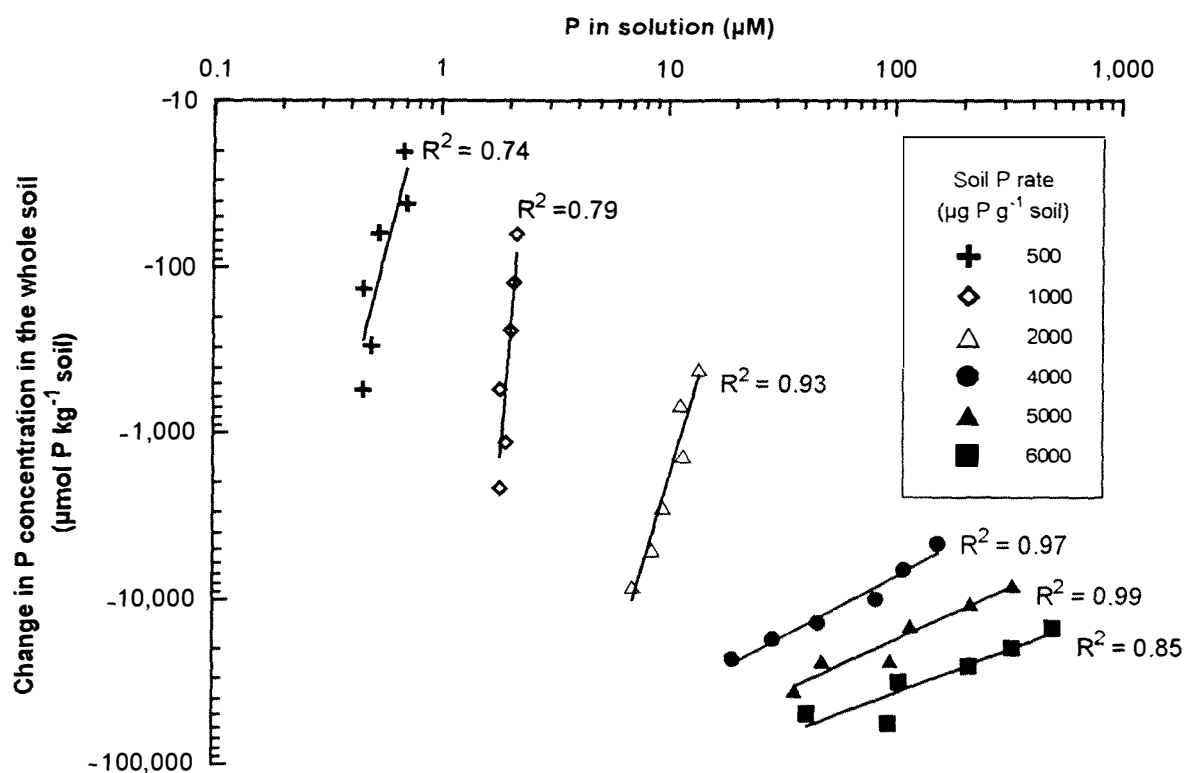 P in solution (µM)
0.1 1 10 100 1,000
-10
-100
-1,000
-10,000
-100,000
Change in P concentration in the whole soil
(µmol P kg⁻¹ soil)
R² = 0.74
R² =0.79
R² = 0.93
R² = 0.97
R² = 0.99
R² = 0.85
Soil P rate
(µg P g⁻¹ soil)
500
1000
2000
4000
5000
6000